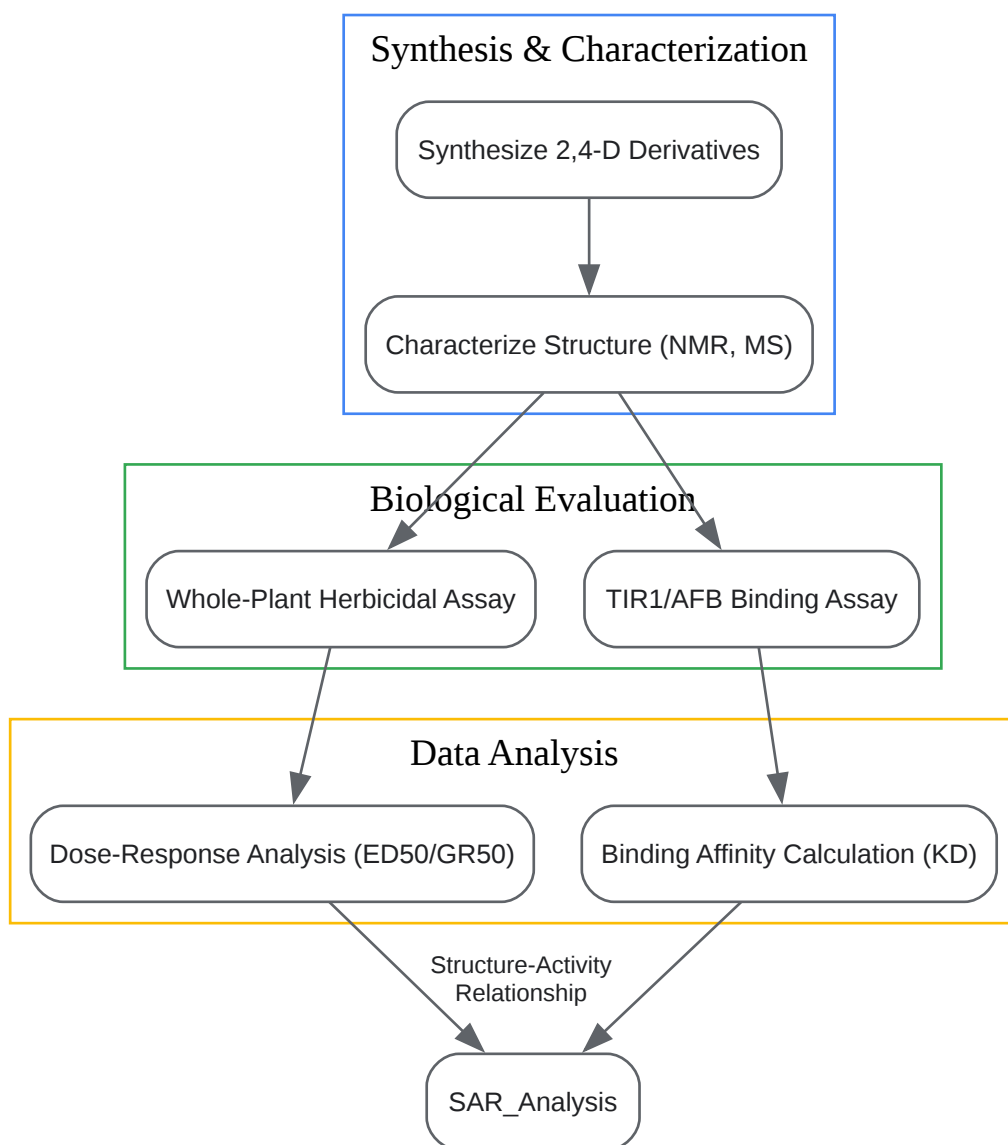 Synthesis & Characterization
Synthesize 2,4-D Derivatives
Characterize Structure (NMR, MS)
Biological Evaluation
Whole-Plant Herbicidal Assay
TIR1/AFB Binding Assay
Data Analysis
Dose-Response Analysis (ED50/GR50)
Binding Affinity Calculation (KD)
Structure-Activity
Relationship
SAR_Analysis